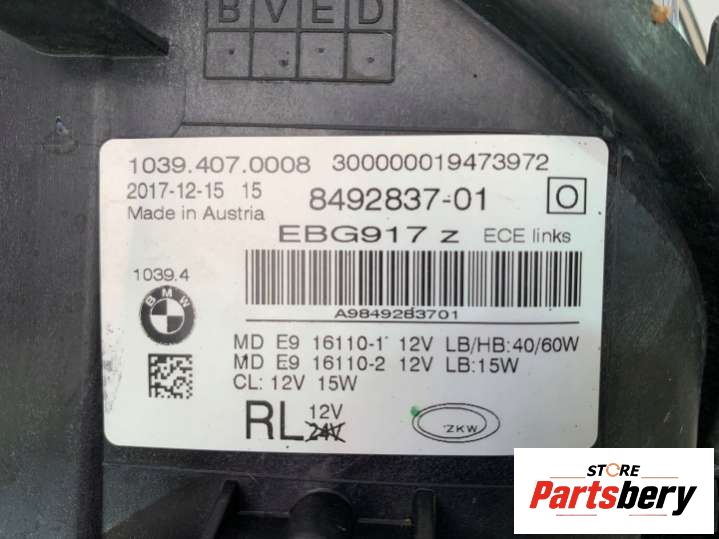 B V E D
1039.407.0008 300000019473972
2017-12-15 15
8492837-01 O
Made in Austria
EBG917 z ECE links
1039.4
BMW
A9849283701
MD E9 16110-1 12V LB/HB:40/60W
MD E9 16110-2 12V LB:15W
CL: 12V 15W
RL 12V
24V
ZKW
STORE
Partsbery